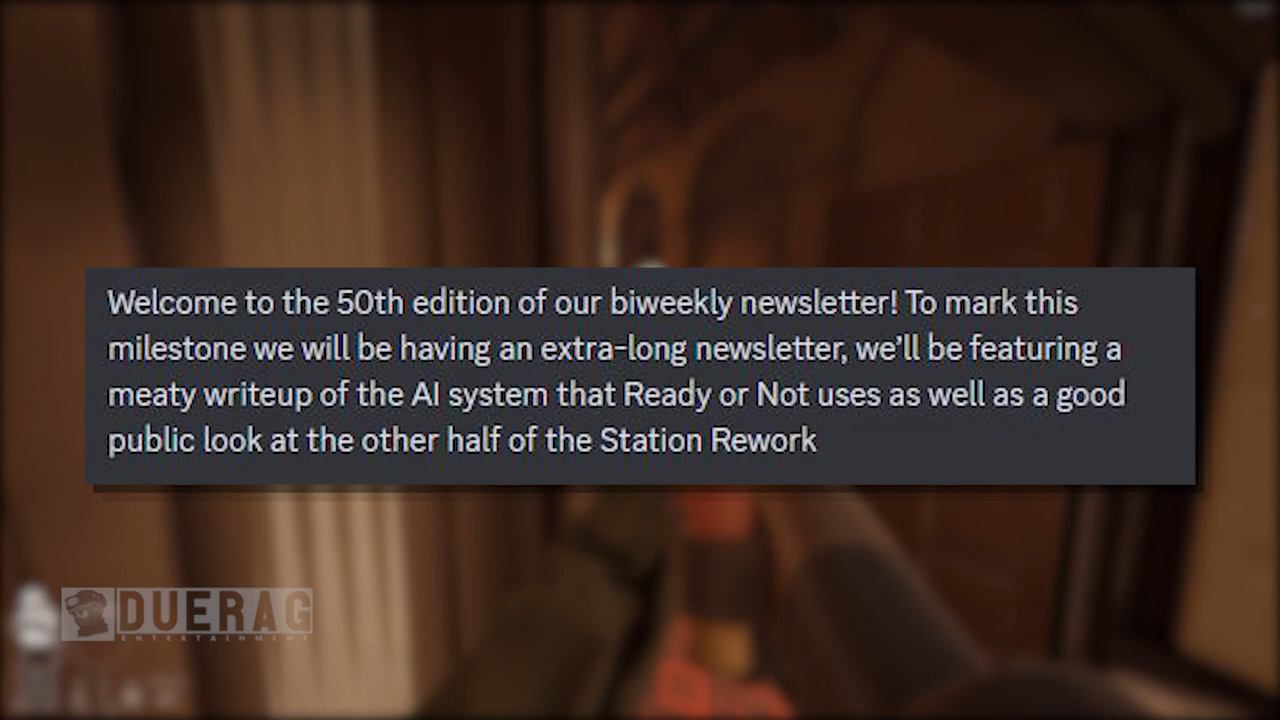 Welcome to the 50th edition of our biweekly newsletter! To mark this
milestone we will be having an extra-long newsletter, we'll be featuring a
meaty writeup of the AI system that Ready or Not uses as well as a good
public look at the other half of the Station Rework
DUERAG
ENTERTAINMENT